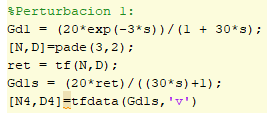 %Perturbacion 1:
Gd1 = (20*exp(-3*s))/(1 + 30*s);
[N,D]=pade(3,2);
ret = tf(N,D);
Gd1s = (20*ret)/((30*s)+1);
[N4,D4]=tfdata(Gd1s,'v')